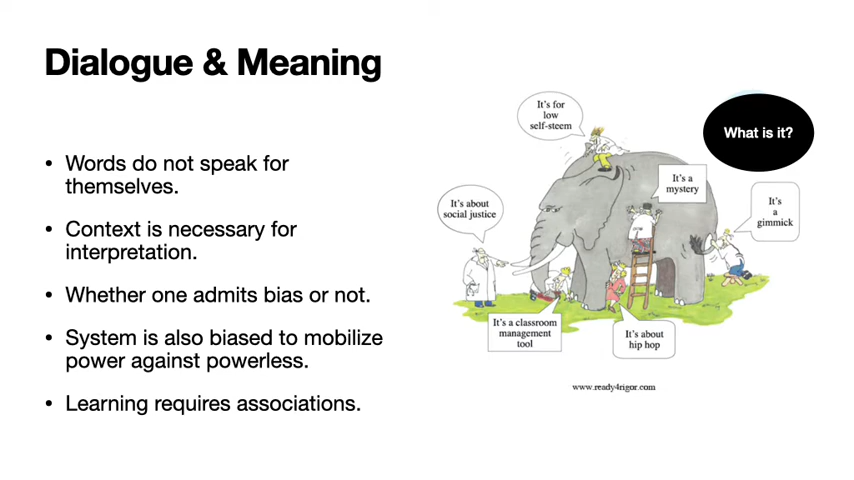 Dialogue & Meaning
• Words do not speak for
themselves.
• Context is necessary for
interpretation.
• Whether one admits bias or not.
• System is also biased to mobilize
power against powerless.
• Learning requires associations.
It's for
low
self-steem
What is it?
It's a
mystery
It's about
social justice
It's
a
gimmick
It's a classroom
management
tool
It's about
hip hop
www.ready4rigor.com